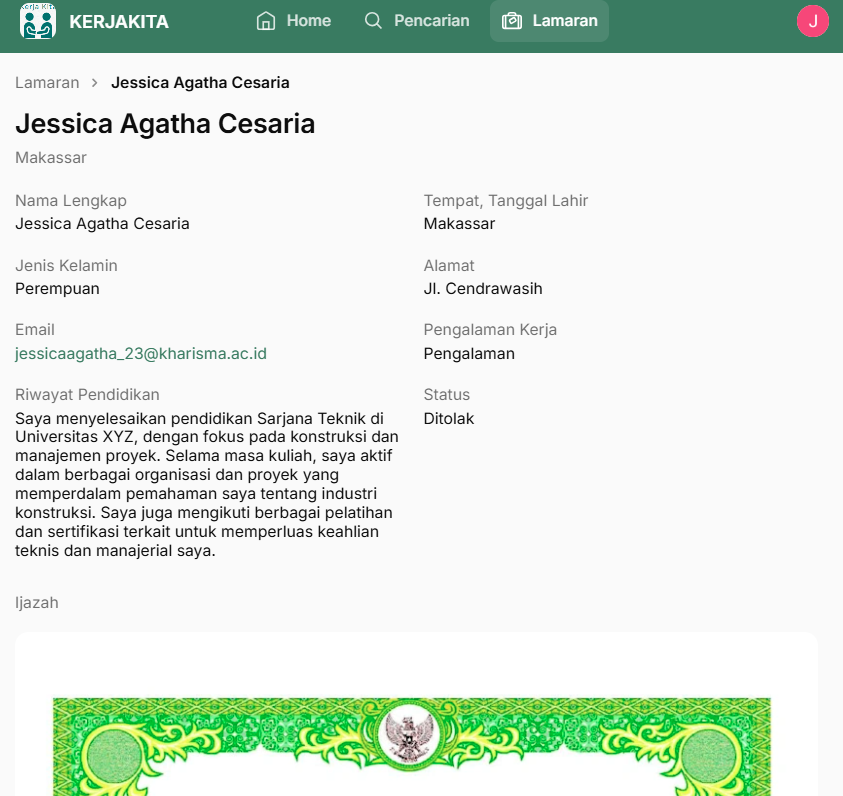 Kerja Kita
KERJAKITA
Home
Pencarian
Lamaran
J
Lamaran > Jessica Agatha Cesaria
Jessica Agatha Cesaria
Makassar
Nama Lengkap
Jessica Agatha Cesaria
Tempat, Tanggal Lahir
Makassar
Jenis Kelamin
Perempuan
Alamat
Jl. Cendrawasih
Email
jessicaagatha_23@kharisma.ac.id
Pengalaman Kerja
Pengalaman
Riwayat Pendidikan
Saya menyelesaikan pendidikan Sarjana Teknik di
Universitas XYZ, dengan fokus pada konstruksi dan
manajemen proyek. Selama masa kuliah, saya aktif
dalam berbagai organisasi dan proyek yang
memperdalam pemahaman saya tentang industri
konstruksi. Saya juga mengikuti berbagai pelatihan
dan sertifikasi terkait untuk memperluas keahlian
teknis dan manajerial saya.
Status
Ditolak
Ijazah